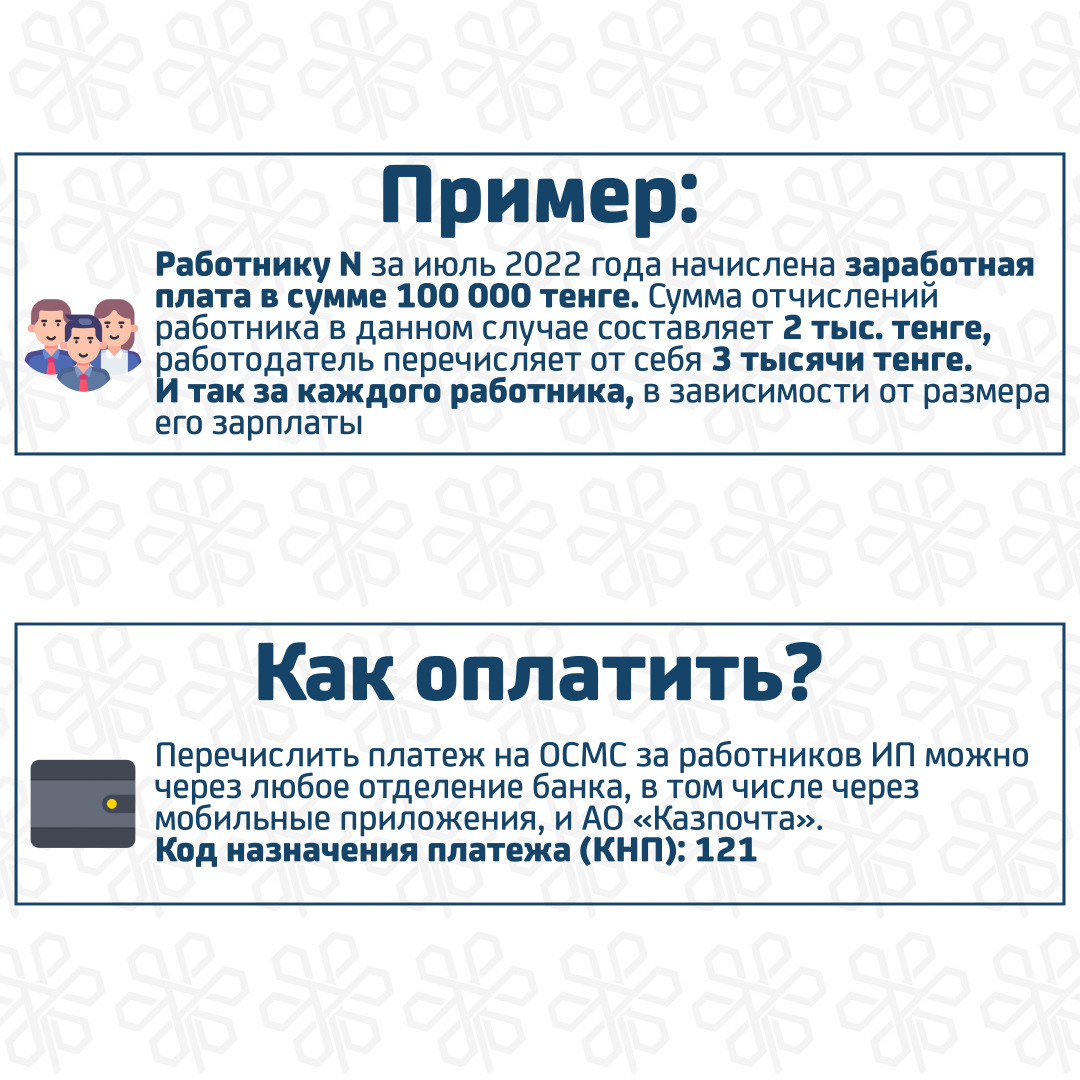 Пример:
Работнику N за июль 2022 года начислена заработная
плата в сумме 100 000 тенге. Сумма отчислений
работника в данном случае составляет 2 тыс. тенге,
работодатель перечисляет от себя 3 тысячи тенге.
И так за каждого работника, в зависимости от размера
его зарплаты
Как оплатить?
Перечислить платеж на ОСМС за работников ИП можно
через любое отделение банка, в том числе через
мобильные приложения, и АО «Казпочта».
Код назначения платежа (КНП): 121